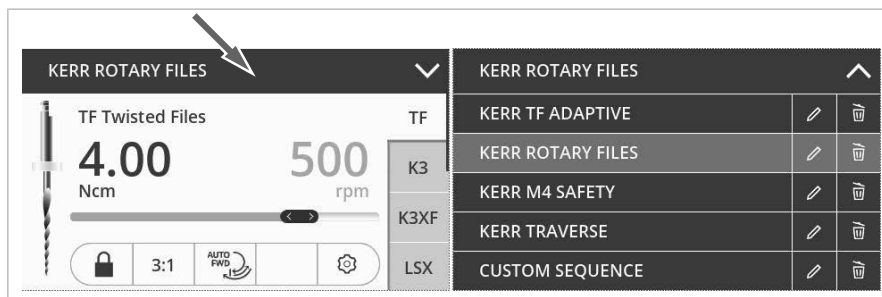 KERR ROTARY FILES
TF Twisted Files
4.00
Ncm
500
rpm
3:1
AUTO
FWD
TF
K3
K3XF
LSX
KERR ROTARY FILES
KERR TF ADAPTIVE
KERR ROTARY FILES
KERR M4 SAFETY
KERR TRAVERSE
CUSTOM SEQUENCE